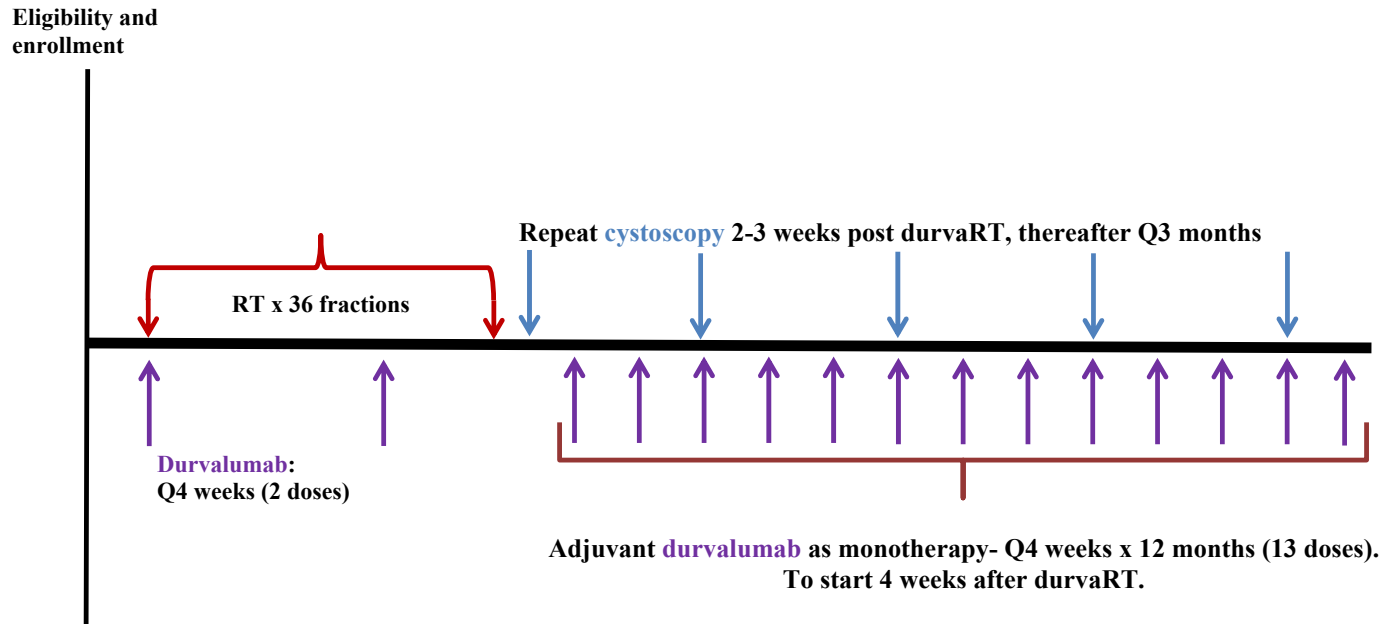 Eligibility and
enrollment
Repeat cystoscopy 2-3 weeks post durvaRT, thereafter Q3 months
RT x 36 fractions
Durvalumab:
Q4 weeks (2 doses)
Adjuvant durvalumab as monotherapy- Q4 weeks x 12 months (13 doses).
To start 4 weeks after durvaRT.